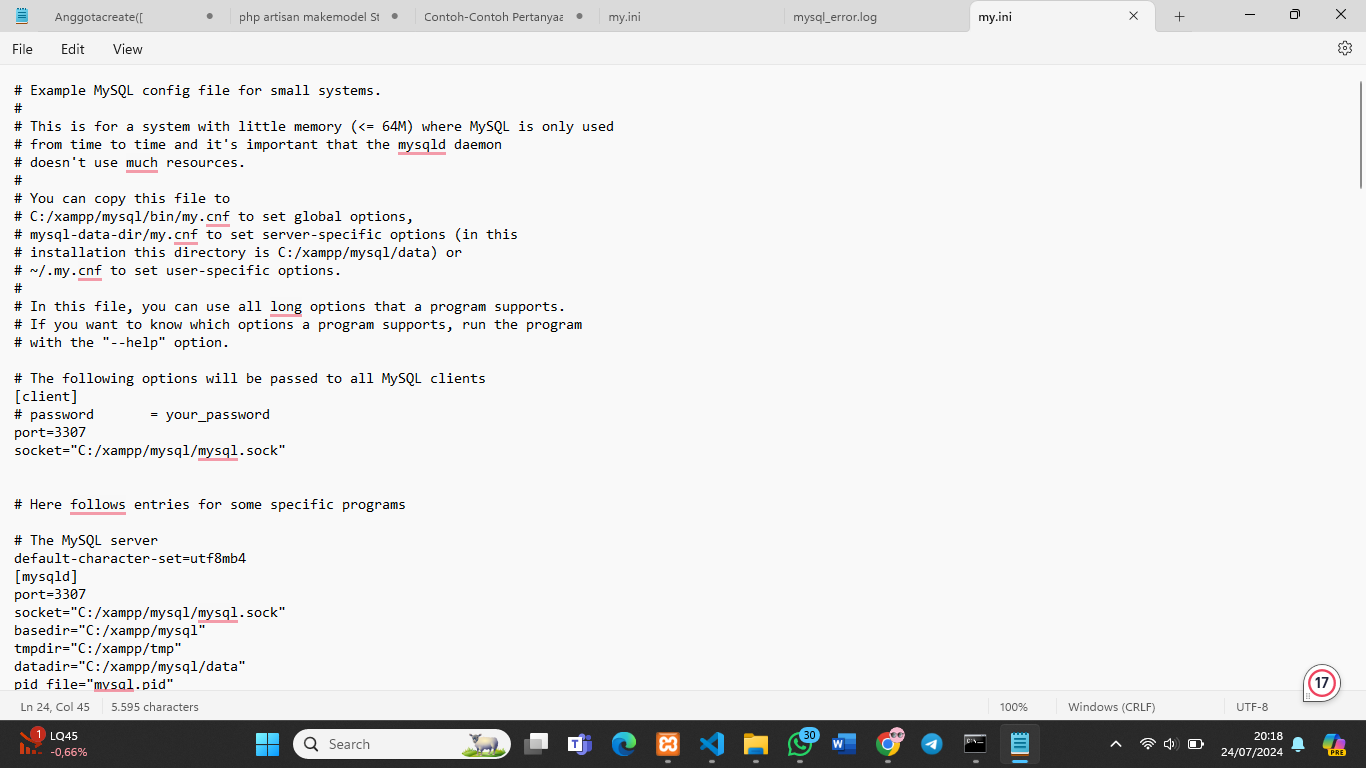 Anggotacreate([
php artisan makemodel St
Contoh-Contoh Pertanyaa
my.ini
mysql_error.log
my.ini
File
Edit
View
# Example MySQL config file for small systems.
#
# This is for a system with little memory (<= 64M) where MySQL is only used
# from time to time and it's important that the mysqld daemon
# doesn't use much resources.
#
# You can copy this file to
# C:/xampp/mysql/bin/my.cnf to set global options,
# mysql-data-dir/my.cnf to set server-specific options (in this
# installation this directory is C:/xampp/mysql/data) or
# ~/.my.cnf to set user-specific options.
#
# In this file, you can use all long options that a program supports.
# If you want to know which options a program supports, run the program
# with the "--help" option.
# The following options will be passed to all MySQL clients
[client]
# password       = your_password
port=3307
socket="C:/xampp/mysql/mysql.sock"
# Here follows entries for some specific programs
# The MySQL server
default-character-set=utf8mb4
[mysqld]
port=3307
socket="C:/xampp/mysql/mysql.sock"
basedir="C:/xampp/mysql"
tmpdir="C:/xampp/tmp"
datadir="C:/xampp/mysql/data"
pid_file="mysql.pid"
17
Ln 24, Col 45
5.595 characters
100%
Windows (CRLF)
UTF-8
1
LQ45
-0,66%
Search
30
20:18
24/07/2024
PRE